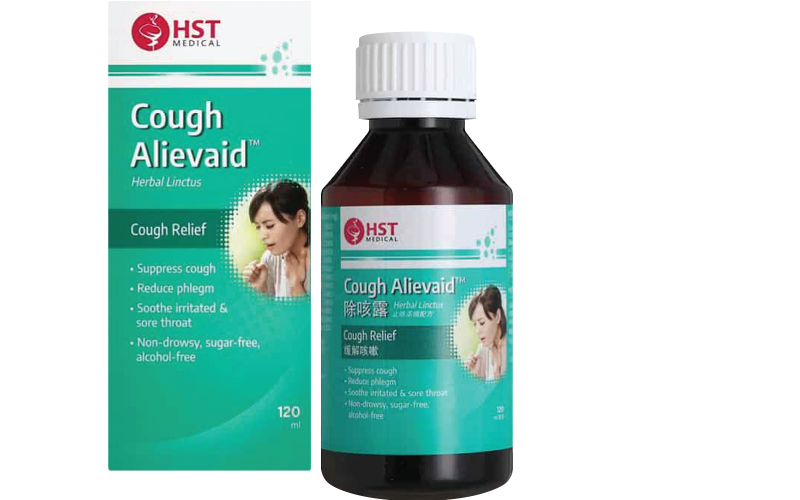 HST
MEDICAL
Cough
Alievaid™
Herbal Linctus
Cough Relief
• Suppress cough
• Reduce phlegm
• Soothe irritated &
sore throat
• Non-drowsy, sugar-free,
alcohol-free
120
ml
HST
MEDICAL
Cough Alievaid™
除咳露 Herbal Linctus
Cough Relief
缓解咳嗽
• Suppress cough
• Reduce phlegm
• Soothe irritated & sore throat
• Non-drowsy, sugar-free,
alcohol-free
120
ml